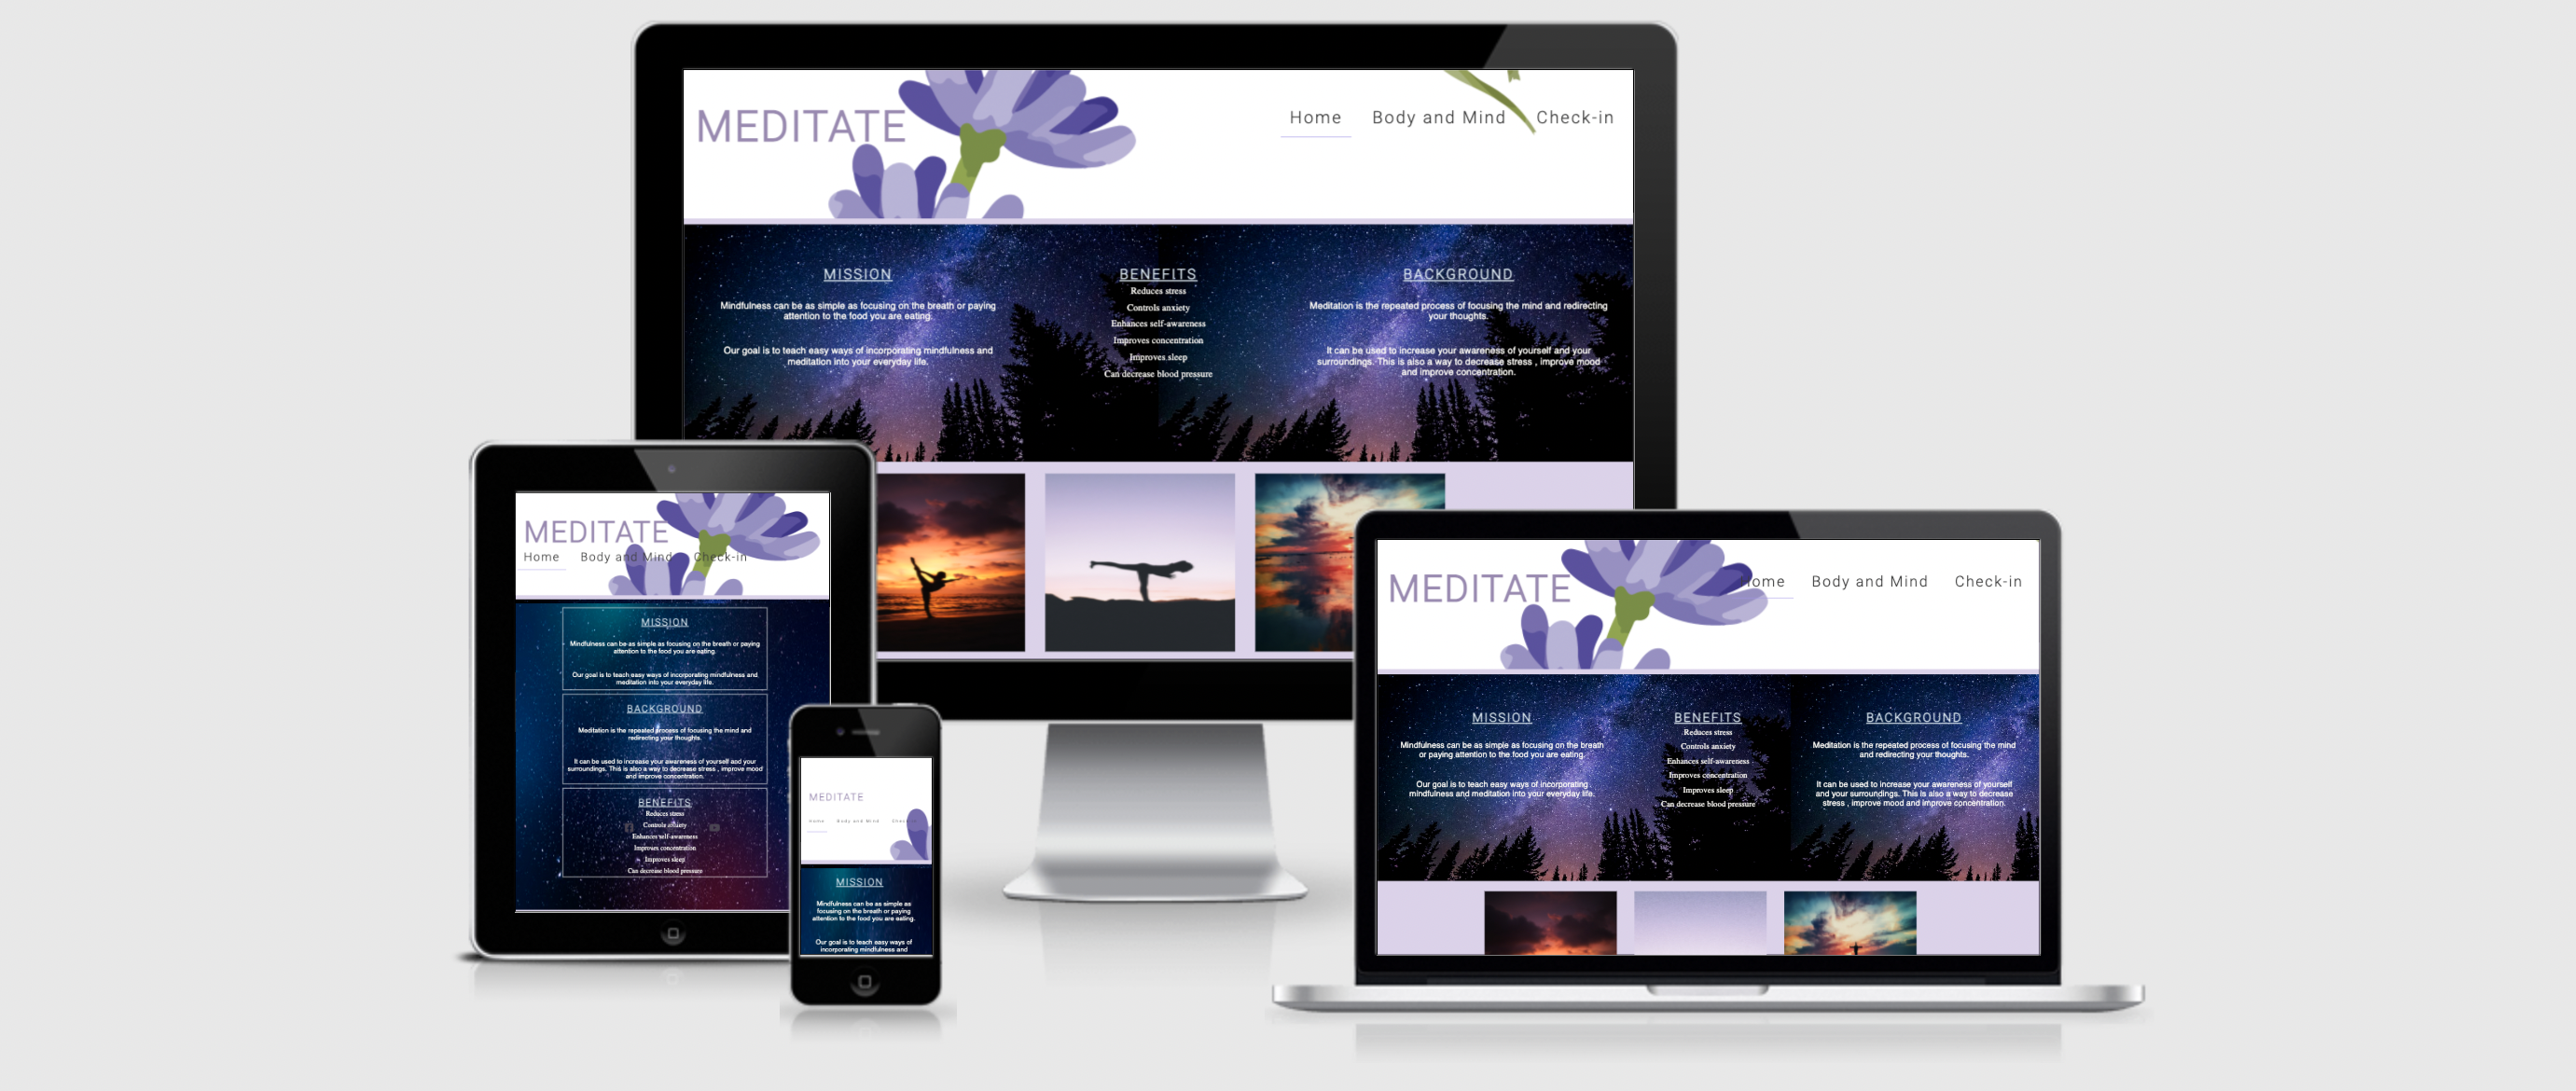 MEDITATE
Home Body and Mind Check-in
MISSION
Mindfulness can be as simple as focusing on the breath or paying
attention to the food you are eating.
Our goal is to teach easy ways of incorporating mindfulness and
meditation into your everyday life.
BENEFITS
Reduces stress
Controls anxiety
Enhances self-awareness
Improves concentration
Improves sleep
Can decrease blood pressure
BACKGROUND
Meditation is the repeated process of focusing the mind and redirecting
your thoughts.
It can be used to increase your awareness of yourself and your
surroundings. This is also a way to decrease stress , improve mood
and improve concentration.
MEDITATE
Home Body and Mind Check-in
MISSION
Mindfulness can be as simple as focusing on the breath or paying
attention to the food you are eating.
Our goal is to teach easy ways of incorporating mindfulness and
meditation into your everyday life.
BACKGROUND
Meditation is the repeated process of focusing the mind and
redirecting your thoughts.
It can be used to increase your awareness of yourself and your
surroundings. This is also a way to decrease stress , improve mood
and improve concentration.
BENEFITS
Reduces stress
Controls anxiety
Enhances self-awareness
Improves concentration
Improves sleep
Can decrease blood pressure
MEDITATE
Home Body and Mind Check-in
MISSION
Mindfulness can be as simple as
focusing on the breath or paying
attention to the food you are eating.
Our goal is to teach easy ways of
incorporating mindfulness and
MEDITATE
Home Body and Mind Check-in
MISSION
Mindfulness can be as simple as focusing on the breath
or paying attention to the food you are eating.
Our goal is to teach easy ways of incorporating
mindfulness and meditation into your everyday life.
BENEFITS
Reduces stress
Controls anxiety
Enhances self-awareness
Improves concentration
Improves sleep
Can decrease blood pressure
BACKGROUND
Meditation is the repeated process of focusing the mind
and redirecting your thoughts.
It can be used to increase your awareness of yourself
and your surroundings. This is also a way to decrease
stress , improve mood and improve concentration.